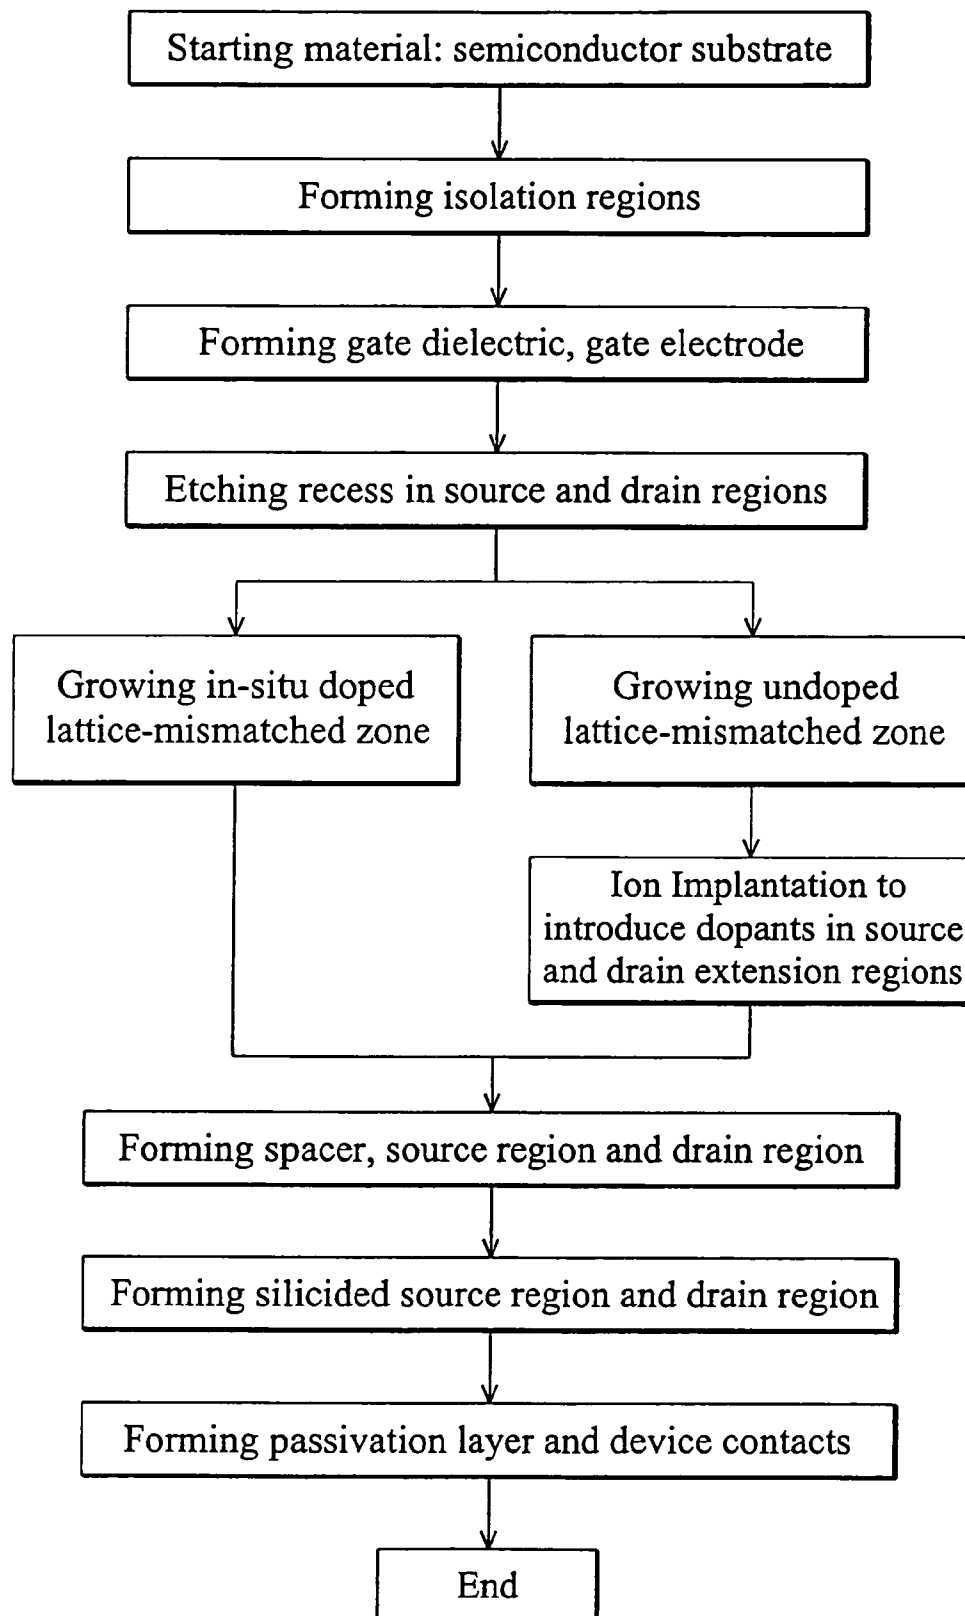 Starting material: semiconductor substrate
Forming isolation regions
Forming gate dielectric, gate electrode
Etching recess in source and drain regions
Growing in-situ doped
lattice-mismatched zone
Growing undoped
lattice-mismatched zone
Ion Implantation to
introduce dopants in source
and drain extension regions
Forming spacer, source region and drain region
Forming silicided source region and drain region
Forming passivation layer and device contacts
End